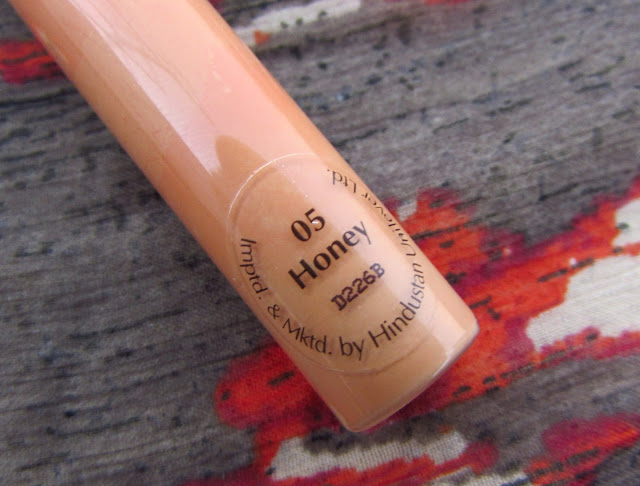 05
Honey
D226B
Imptd. & Mktd. by Hindustan Unilever Ltd.